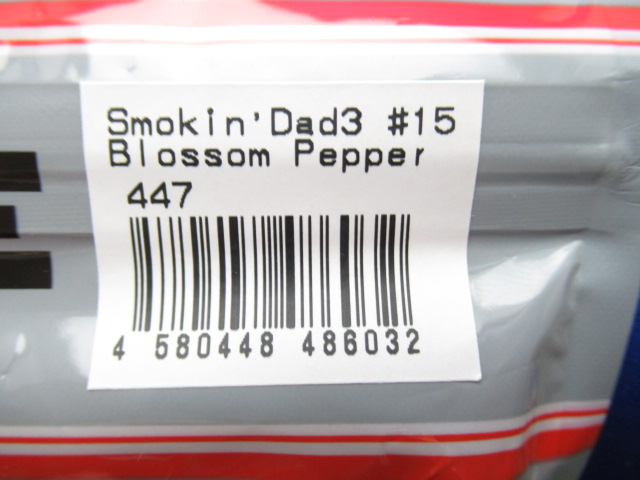 Smokin'Dad3 #15
Blossom Pepper
447
4 580448 486032